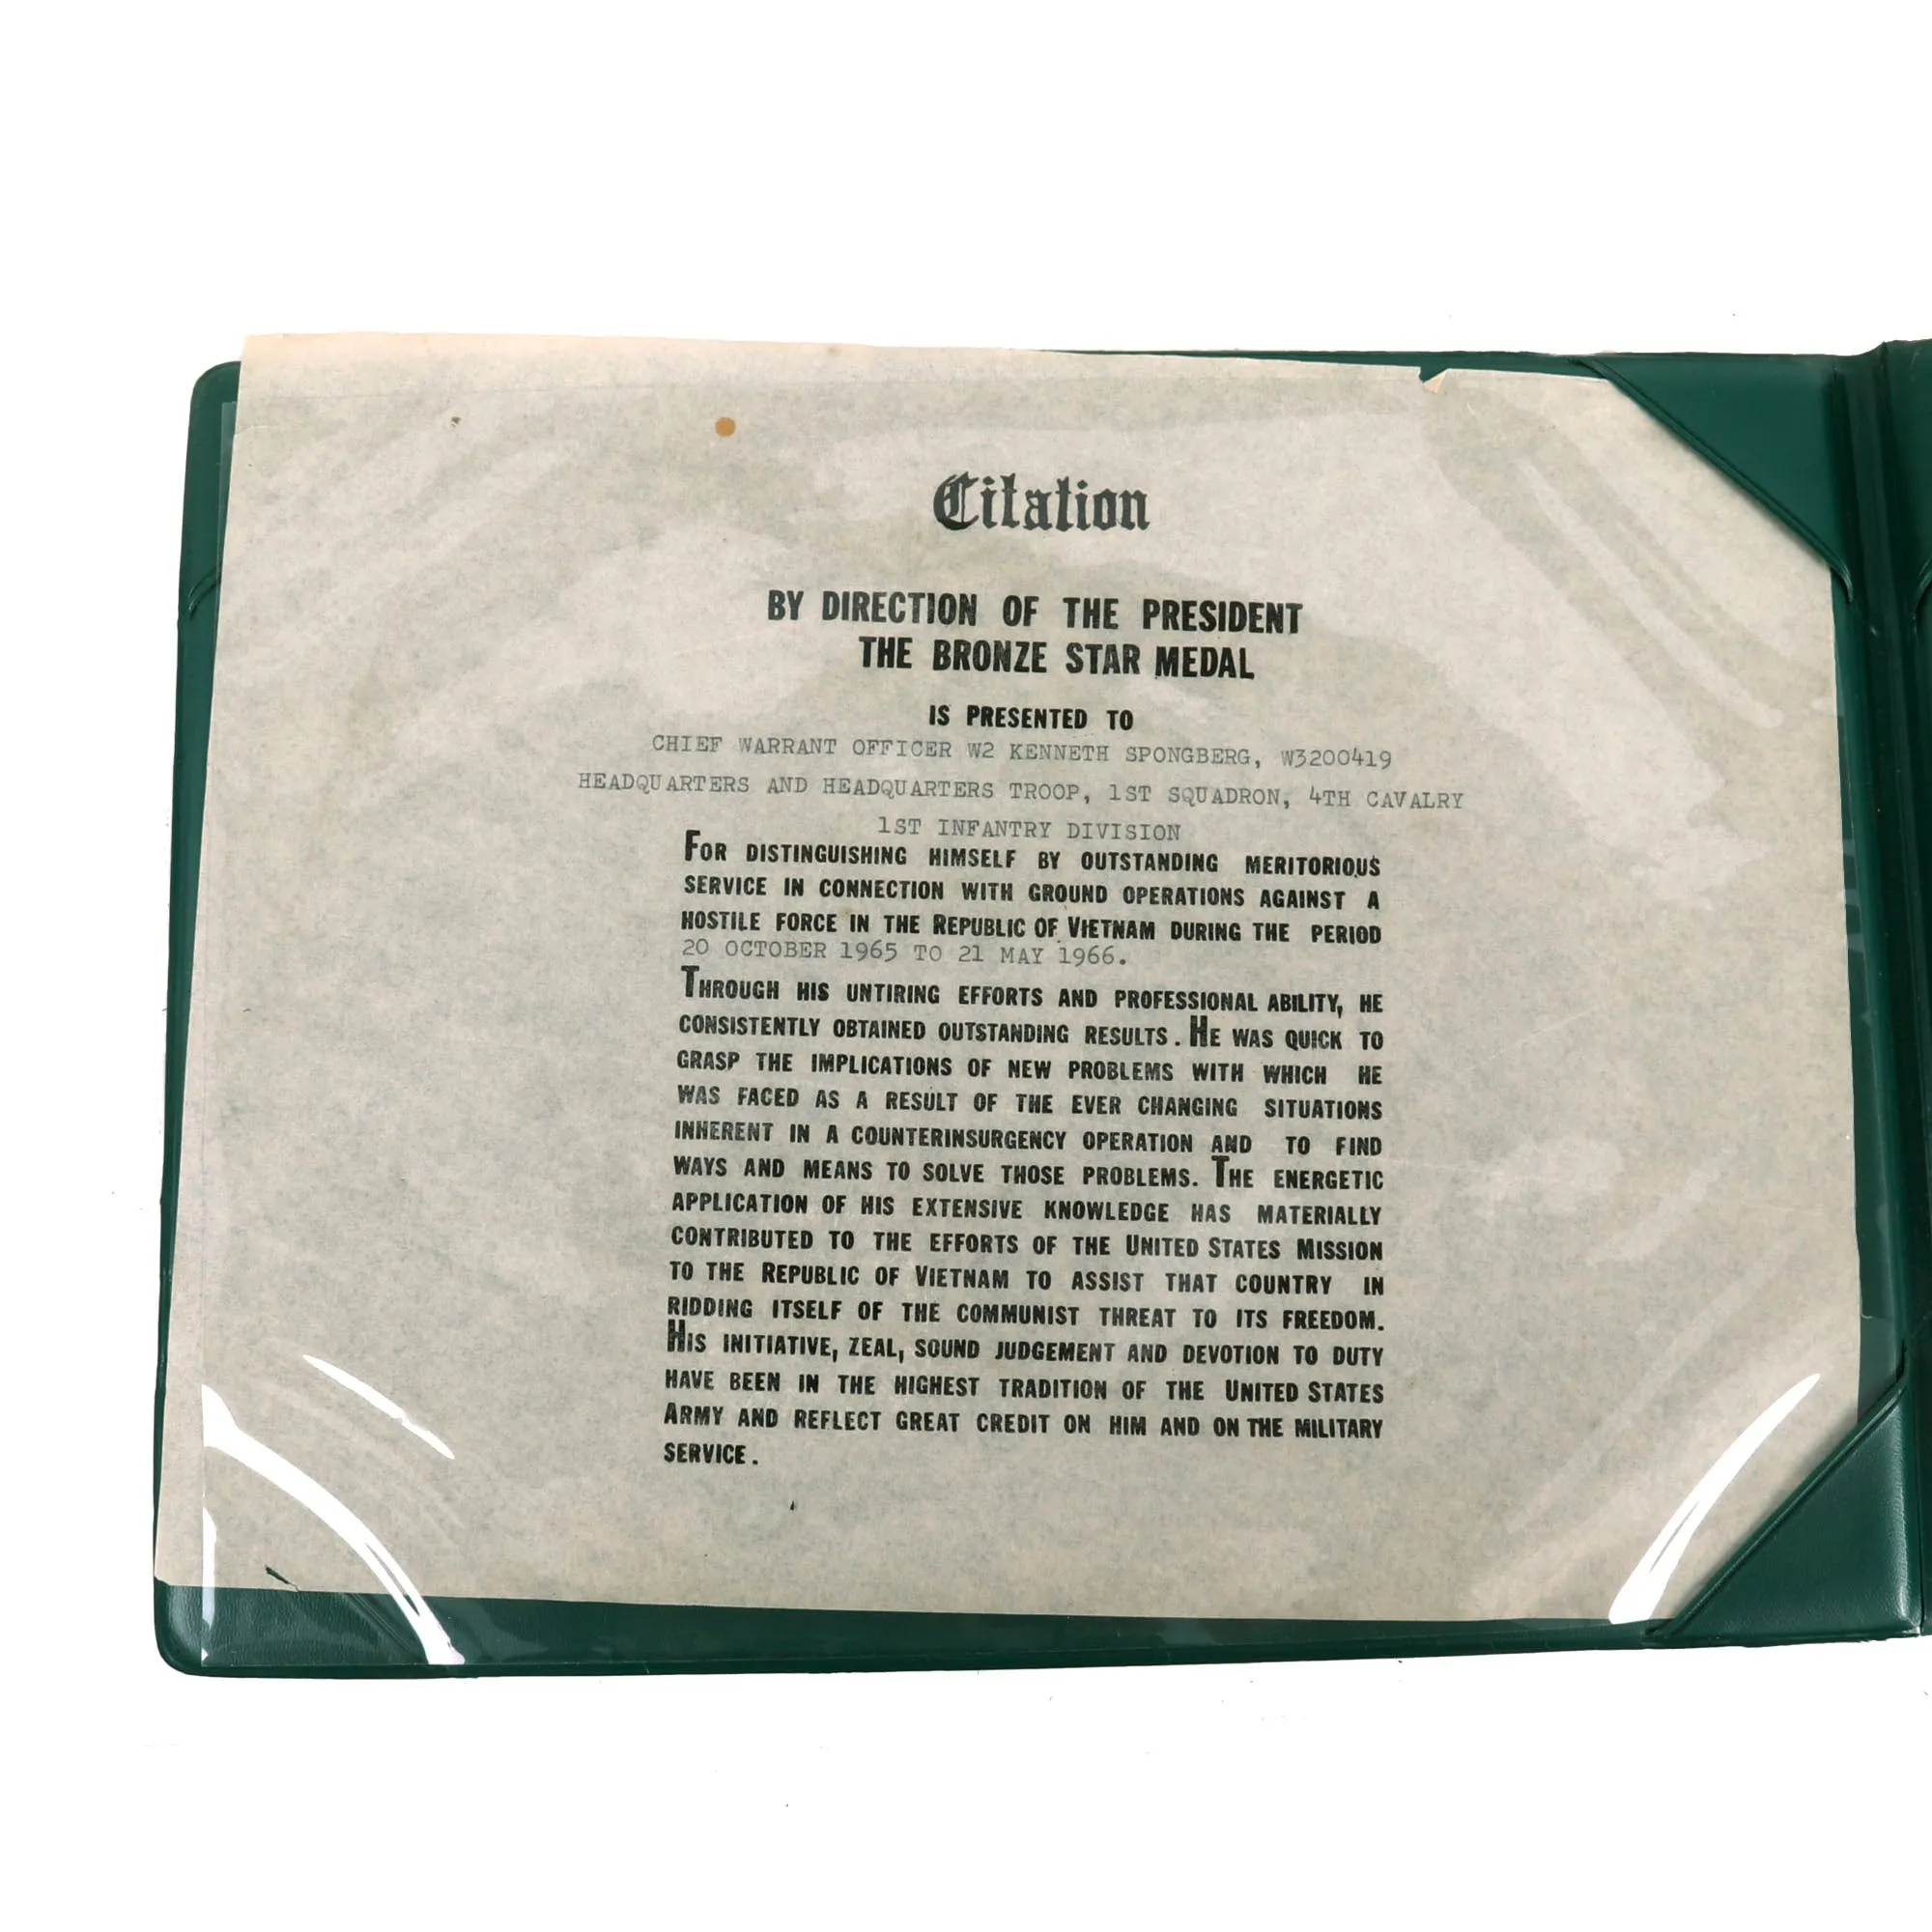 Citation
BY DIRECTION OF THE PRESIDENT
THE BRONZE STAR MEDAL
IS PRESENTED TO
CHIEF WARRANT OFFICER W2 KENNETH SPONGBERG, W3200419
HEADQUARTERS AND HEADQUARTERS TROOP, 1ST SQUADRON, 4TH CAVALRY
1ST INFANTRY DIVISION
FOR DISTINGUISHING HIMSELF BY OUTSTANDING MERITORIOUS
SERVICE IN CONNECTION WITH GROUND OPERATIONS AGAINST A
HOSTILE FORCE IN THE REPUBLIC OF VIETNAM DURING THE PERIOD
20 OCTOBER 1965 TO 21 MAY 1966.
THROUGH HIS UNTIRING EFFORTS AND PROFESSIONAL ABILITY, HE
CONSISTENTLY OBTAINED OUTSTANDING RESULTS. HE WAS QUICK TO
GRASP THE IMPLICATIONS OF NEW PROBLEMS WITH WHICH HE
WAS FACED AS A RESULT OF THE EVER CHANGING SITUATIONS
INHERENT IN A COUNTERINSURGENCY OPERATION AND TO FIND
WAYS AND MEANS TO SOLVE THOSE PROBLEMS. THE ENERGETIC
APPLICATION OF HIS EXTENSIVE KNOWLEDGE HAS MATERIALLY
CONTRIBUTED TO THE EFFORTS OF THE UNITED STATES MISSION
TO THE REPUBLIC OF VIETNAM TO ASSIST THAT COUNTRY IN
RIDDING ITSELF OF THE COMMUNIST THREAT TO ITS FREEDOM.
HIS INITIATIVE, ZEAL, SOUND JUDGEMENT AND DEVOTION TO DUTY
HAVE BEEN IN THE HIGHEST TRADITION OF THE UNITED STATES
ARMY AND REFLECT GREAT CREDIT ON HIM AND ON THE MILITARY
SERVICE.